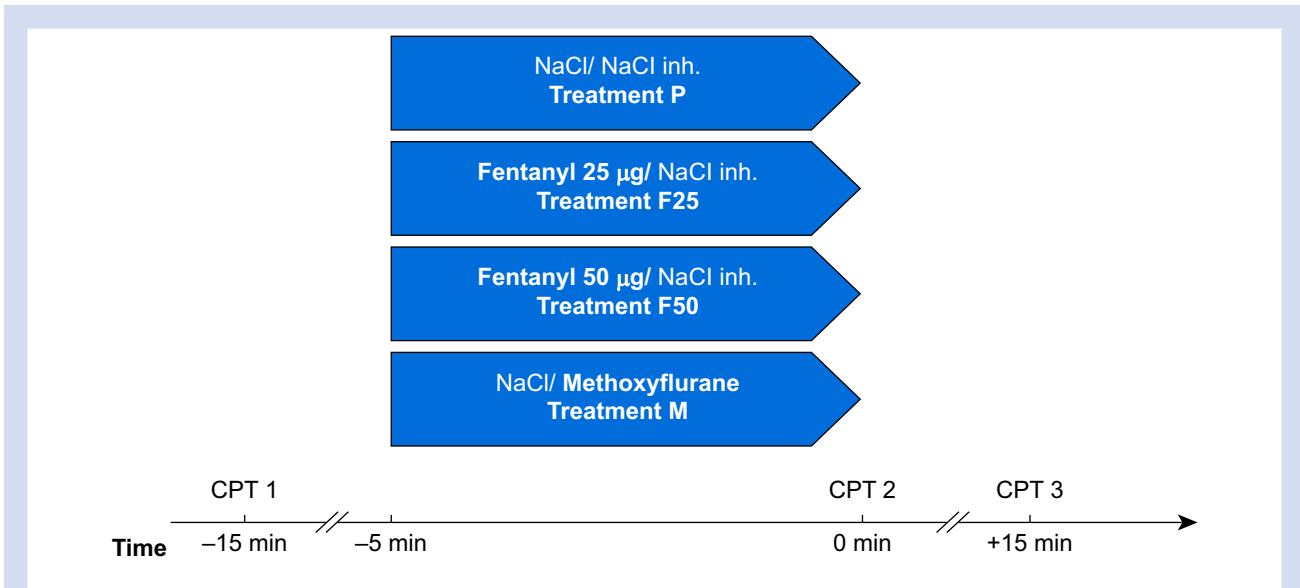 NaCl/ NaCl inh.
Treatment P
Fentanyl 25 μg/ NaCl inh.
Treatment F25
Fentanyl 50 μg/ NaCl inh.
Treatment F50
NaCl/ Methoxyflurane
Treatment M
CPT 1 CPT 2 CPT 3
Time –15 min –5 min 0 min +15 min